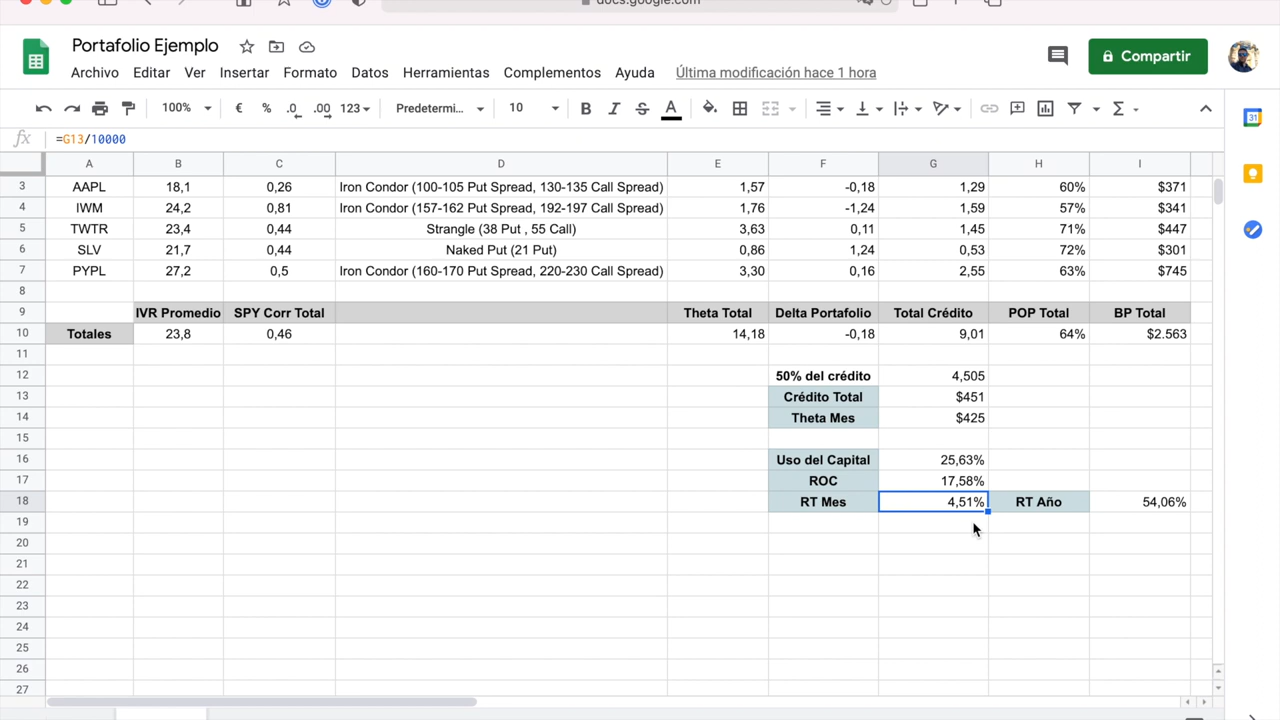 docs.google.com
Portafolio Ejemplo
Archivo Editar Ver Insertar Formato Datos Herramientas Complementos Ayuda Última modificación hace 1 hora
Compartir
100% € % .0 .00 123 Predetermi... 10 B I S A Σ
31
fx =G13/10000
A B C D E F G H I
3 AAPL 18,1 0,26 Iron Condor (100-105 Put Spread, 130-135 Call Spread) 1,57 -0,18 1,29 60% $371
4 IWM 24,2 0,81 Iron Condor (157-162 Put Spread, 192-197 Call Spread) 1,76 -1,24 1,59 57% $341
5 TWTR 23,4 0,44 Strangle (38 Put , 55 Call) 3,63 0,11 1,45 71% $447
6 SLV 21,7 0,44 Naked Put (21 Put) 0,86 1,24 0,53 72% $301
7 PYPL 27,2 0,5 Iron Condor (160-170 Put Spread, 220-230 Call Spread) 3,30 0,16 2,55 63% $745
8
9 IVR Promedio SPY Corr Total Theta Total Delta Portafolio Total Crédito POP Total BP Total
10 Totales 23,8 0,46 14,18 -0,18 9,01 64% $2.563
11
12 50% del crédito 4,505
13 Crédito Total $451
14 Theta Mes $425
15
16 Uso del Capital 25,63%
17 ROC 17,58%
18 RT Mes 4,51% RT Año 54,06%
19
20
21
22
23
24
25
26
27